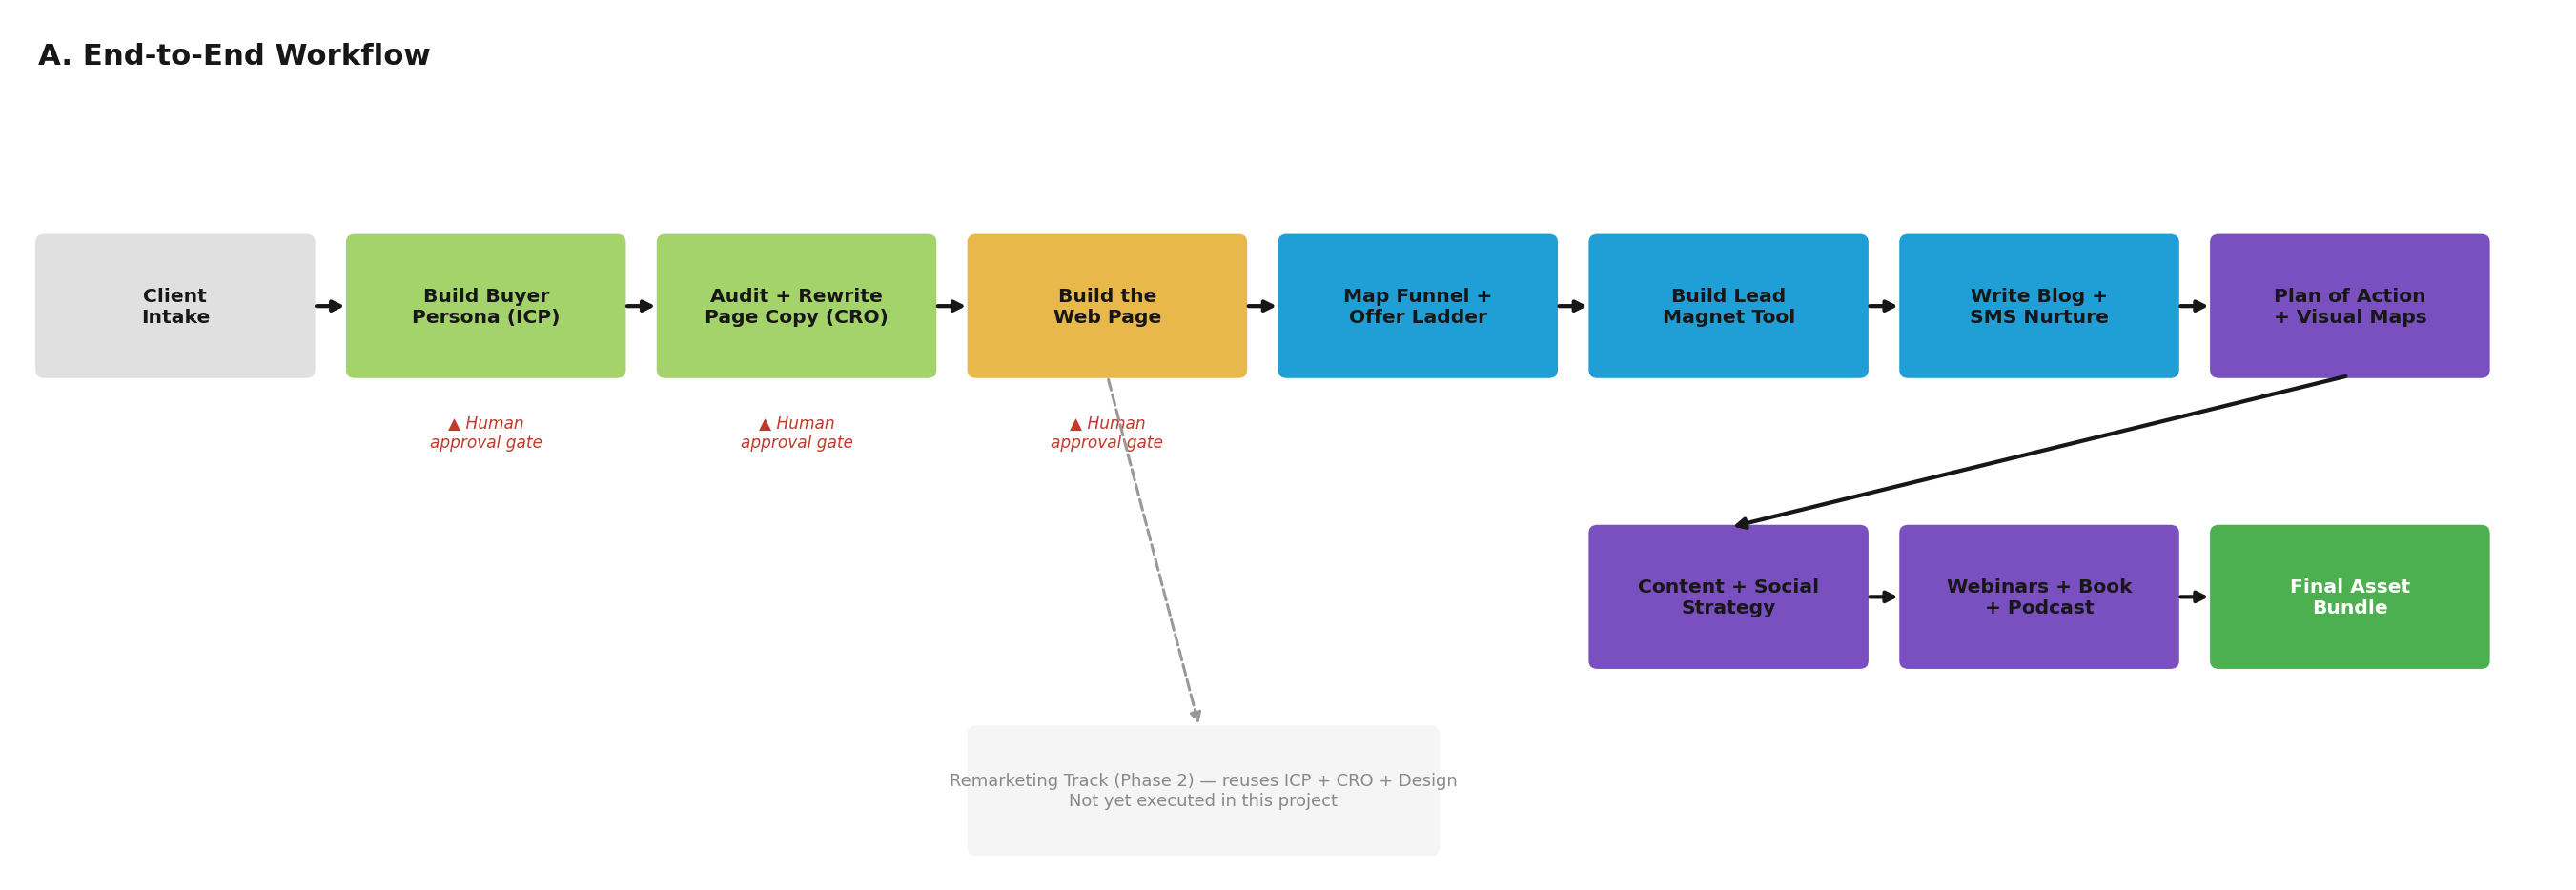 A. End-to-End Workflow
Client
Intake
Build Buyer
Persona (ICP)
Audit + Rewrite
Page Copy (CRO)
Build the
Web Page
Map Funnel +
Offer Ladder
Build Lead
Magnet Tool
Write Blog +
SMS Nurture
Plan of Action
+ Visual Maps
▲ Human
approval gate
▲ Human
approval gate
▲ Human
approval gate
Content + Social
Strategy
Webinars + Book
+ Podcast
Final Asset
Bundle
Remarketing Track (Phase 2) — reuses ICP + CRO + Design
Not yet executed in this project